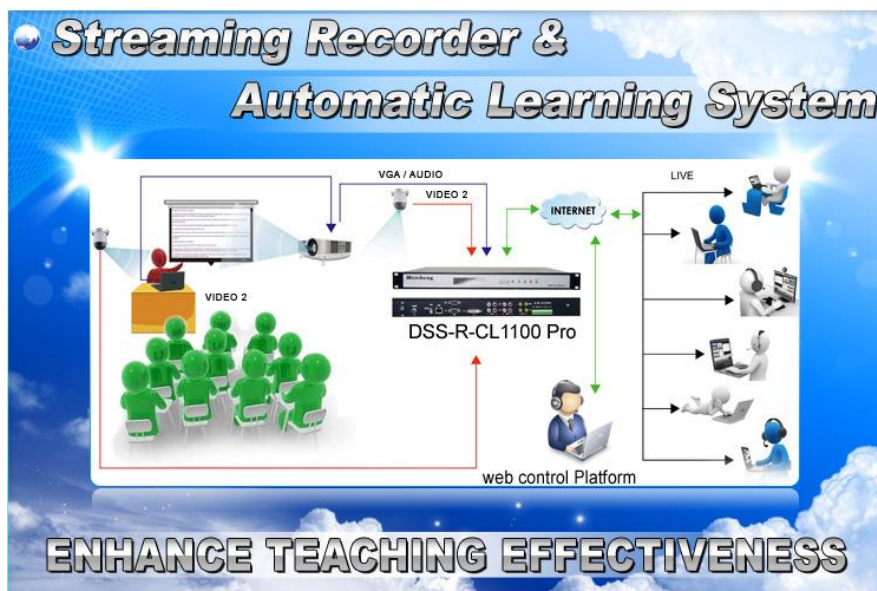 Streaming Recorder &
Automatic Learning System
VGA / AUDIO
VIDEO 2
LIVE
INTERNET
VIDEO 2
DSS-R-CL1100 Pro
web control Platform
ENHANCE TEACHING EFFECTIVENESS